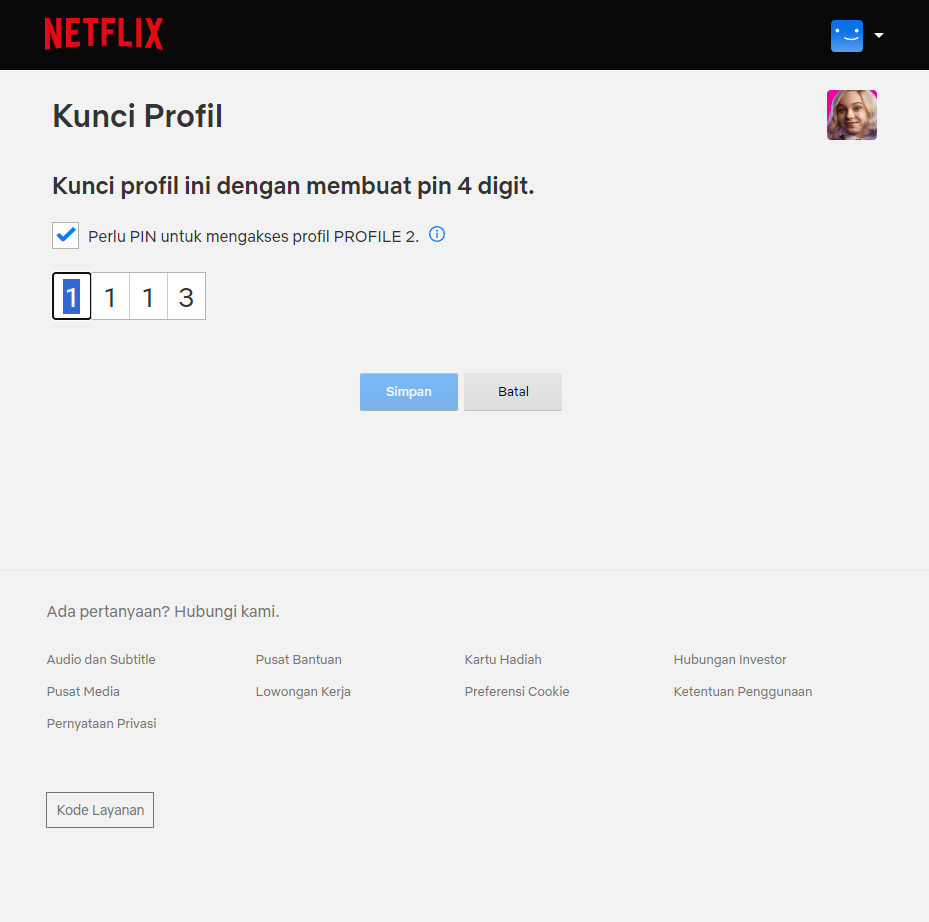 NETFLIX
Kunci Profil
Kunci profil ini dengan membuat pin 4 digit.
Perlu PIN untuk mengakses profil PROFILE 2.
1 1 1 3
Simpan Batal
Ada pertanyaan? Hubungi kami.
Audio dan Subtitle Pusat Bantuan Kartu Hadiah Hubungan Investor
Pusat Media Lowongan Kerja Preferensi Cookie Ketentuan Penggunaan
Pernyataan Privasi
Kode Layanan